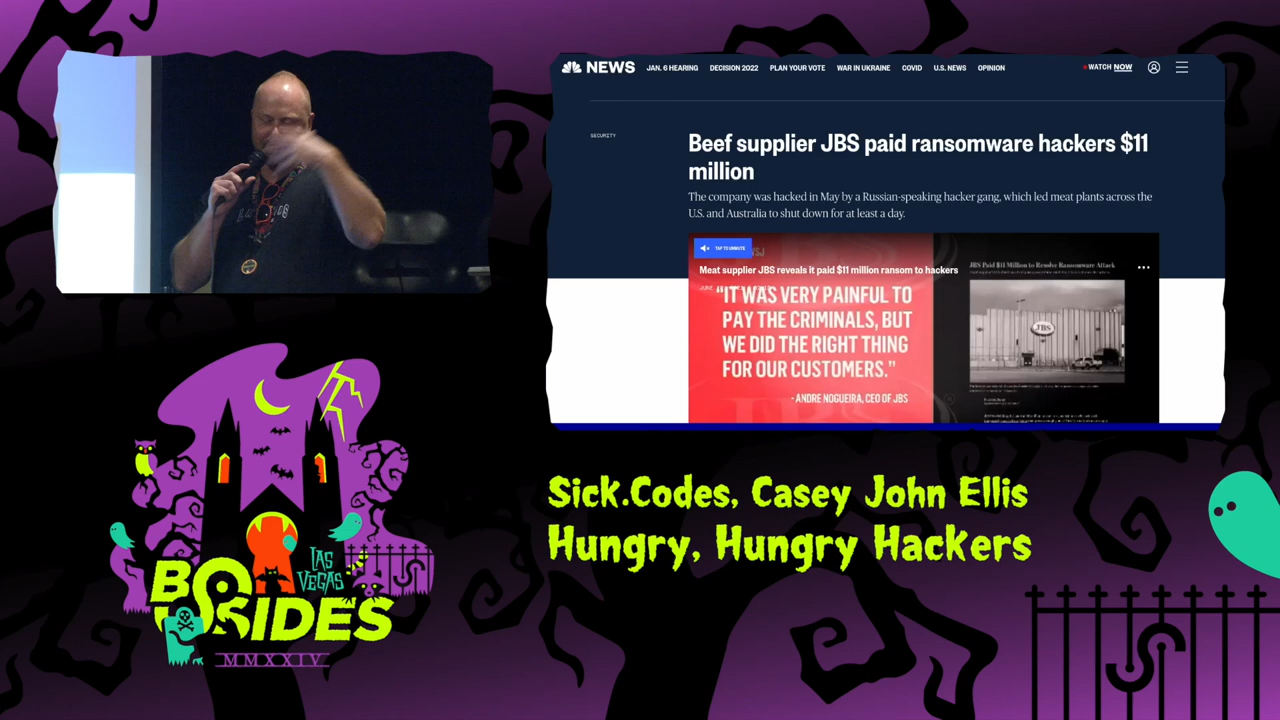 NEWS JAN. 6 HEARING DECISION 2022 PLAN YOUR VOTE WAR IN UKRAINE COVID U.S. NEWS OPINION WATCH NOW
SECURITY
Beef supplier JBS paid ransomware hackers $11
million
The company was hacked in May by a Russian-speaking hacker gang, which led meat plants across the
U.S. and Australia to shut down for at least a day.
TAP TO UNMUTE
WSJ
Meat supplier JBS reveals it paid $11 million ransom to hackers
"IT WAS VERY PAINFUL TO
PAY THE CRIMINALS, BUT
WE DID THE RIGHT THING
FOR OUR CUSTOMERS."
- ANDRE NOGUEIRA, CEO OF JBS
JBS Paid $11 Million to Resolve Ransomware Attack
JBS
Sick.Codes, Casey John Ellis
Hungry, Hungry Hackers
LAS
VEGAS
BSIDES
MMXXIV